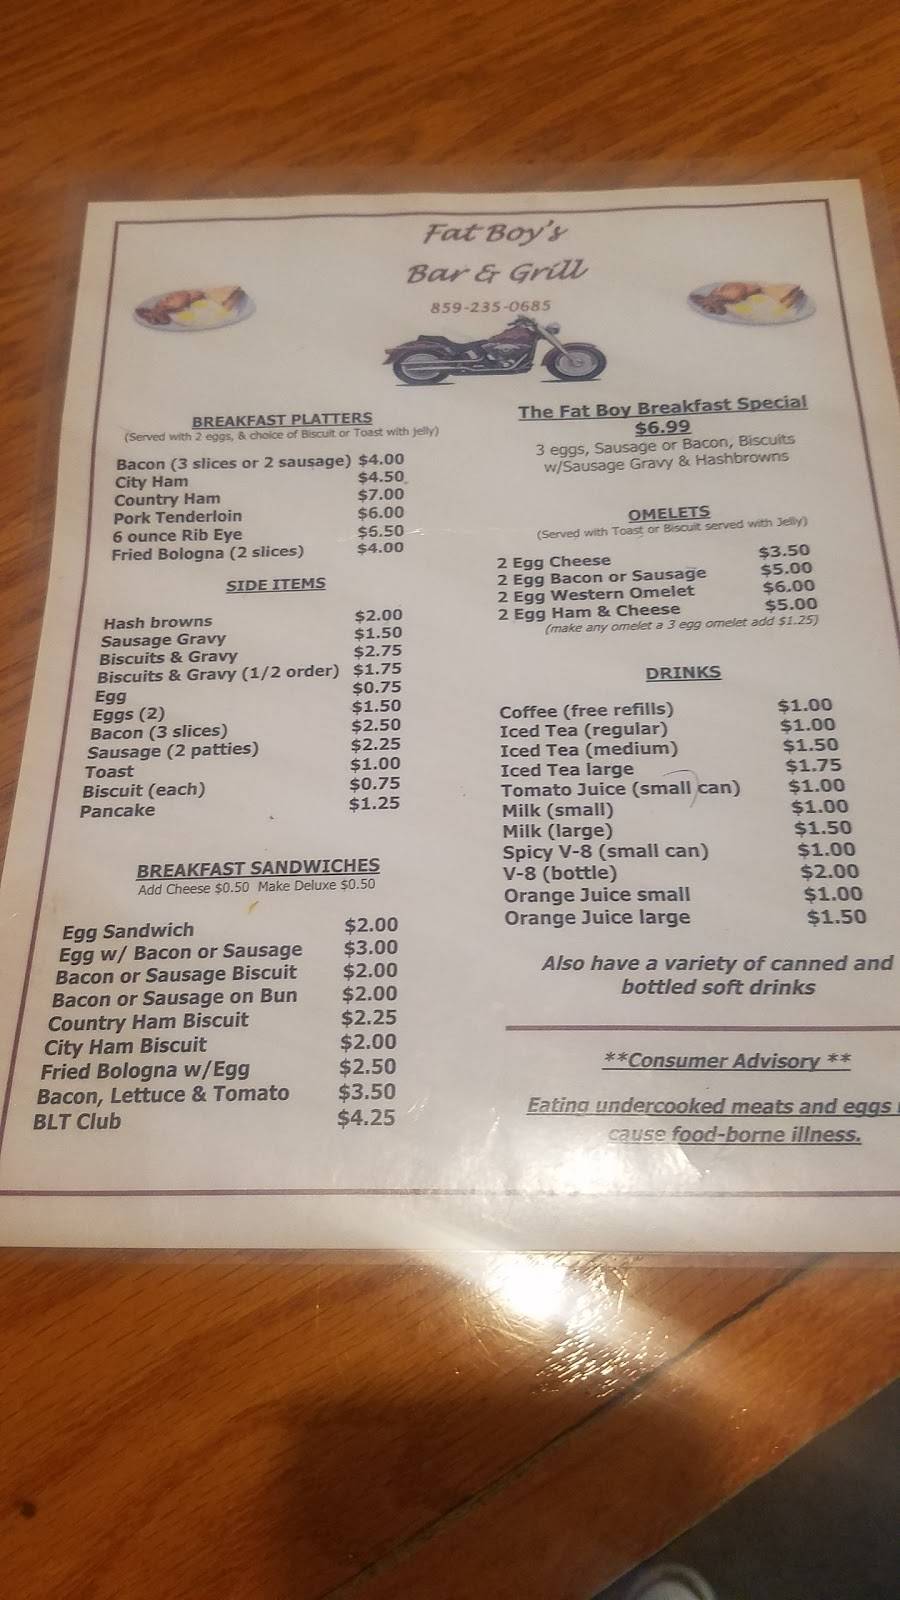 Fat Boy's
Bar & Grill
859-235-0685
BREAKFAST PLATTERS
(Served with 2 eggs, & choice of Biscuit or Toast with jelly)
Bacon (3 slices or 2 sausage) $4.00
City Ham $4.50
Country Ham $7.00
Pork Tenderloin $6.00
6 ounce Rib Eye $6.50
Fried Bologna (2 slices) $4.00
SIDE ITEMS
Hash browns $2.00
Sausage Gravy $1.50
Biscuits & Gravy $2.75
Biscuits & Gravy (1/2 order) $1.75
Egg $0.75
Eggs (2) $1.50
Bacon (3 slices) $2.50
Sausage (2 patties) $2.25
Toast $1.00
Biscuit (each) $0.75
Pancake $1.25
BREAKFAST SANDWICHES
Add Cheese $0.50 Make Deluxe $0.50
Egg Sandwich $2.00
Egg w/ Bacon or Sausage $3.00
Bacon or Sausage Biscuit $2.00
Bacon or Sausage on Bun $2.00
Country Ham Biscuit $2.25
City Ham Biscuit $2.00
Fried Bologna w/Egg $2.50
Bacon, Lettuce & Tomato $3.50
BLT Club $4.25
The Fat Boy Breakfast Special
$6.99
3 eggs, Sausage or Bacon, Biscuits
w/Sausage Gravy & Hashbrowns
OMELETS
(Served with Toast or Biscuit served with Jelly)
2 Egg Cheese $3.50
2 Egg Bacon or Sausage $5.00
2 Egg Western Omelet $6.00
2 Egg Ham & Cheese $5.00
(make any omelet a 3 egg omelet add $1.25)
DRINKS
Coffee (free refills) $1.00
Iced Tea (regular) $1.00
Iced Tea (medium) $1.50
Iced Tea large $1.75
Tomato Juice (small can) $1.00
Milk (small) $1.00
Milk (large) $1.50
Spicy V-8 (small can) $1.00
V-8 (bottle) $2.00
Orange Juice small $1.00
Orange Juice large $1.50
Also have a variety of canned and
bottled soft drinks
**Consumer Advisory **
Eating undercooked meats and eggs
cause food-borne illness.